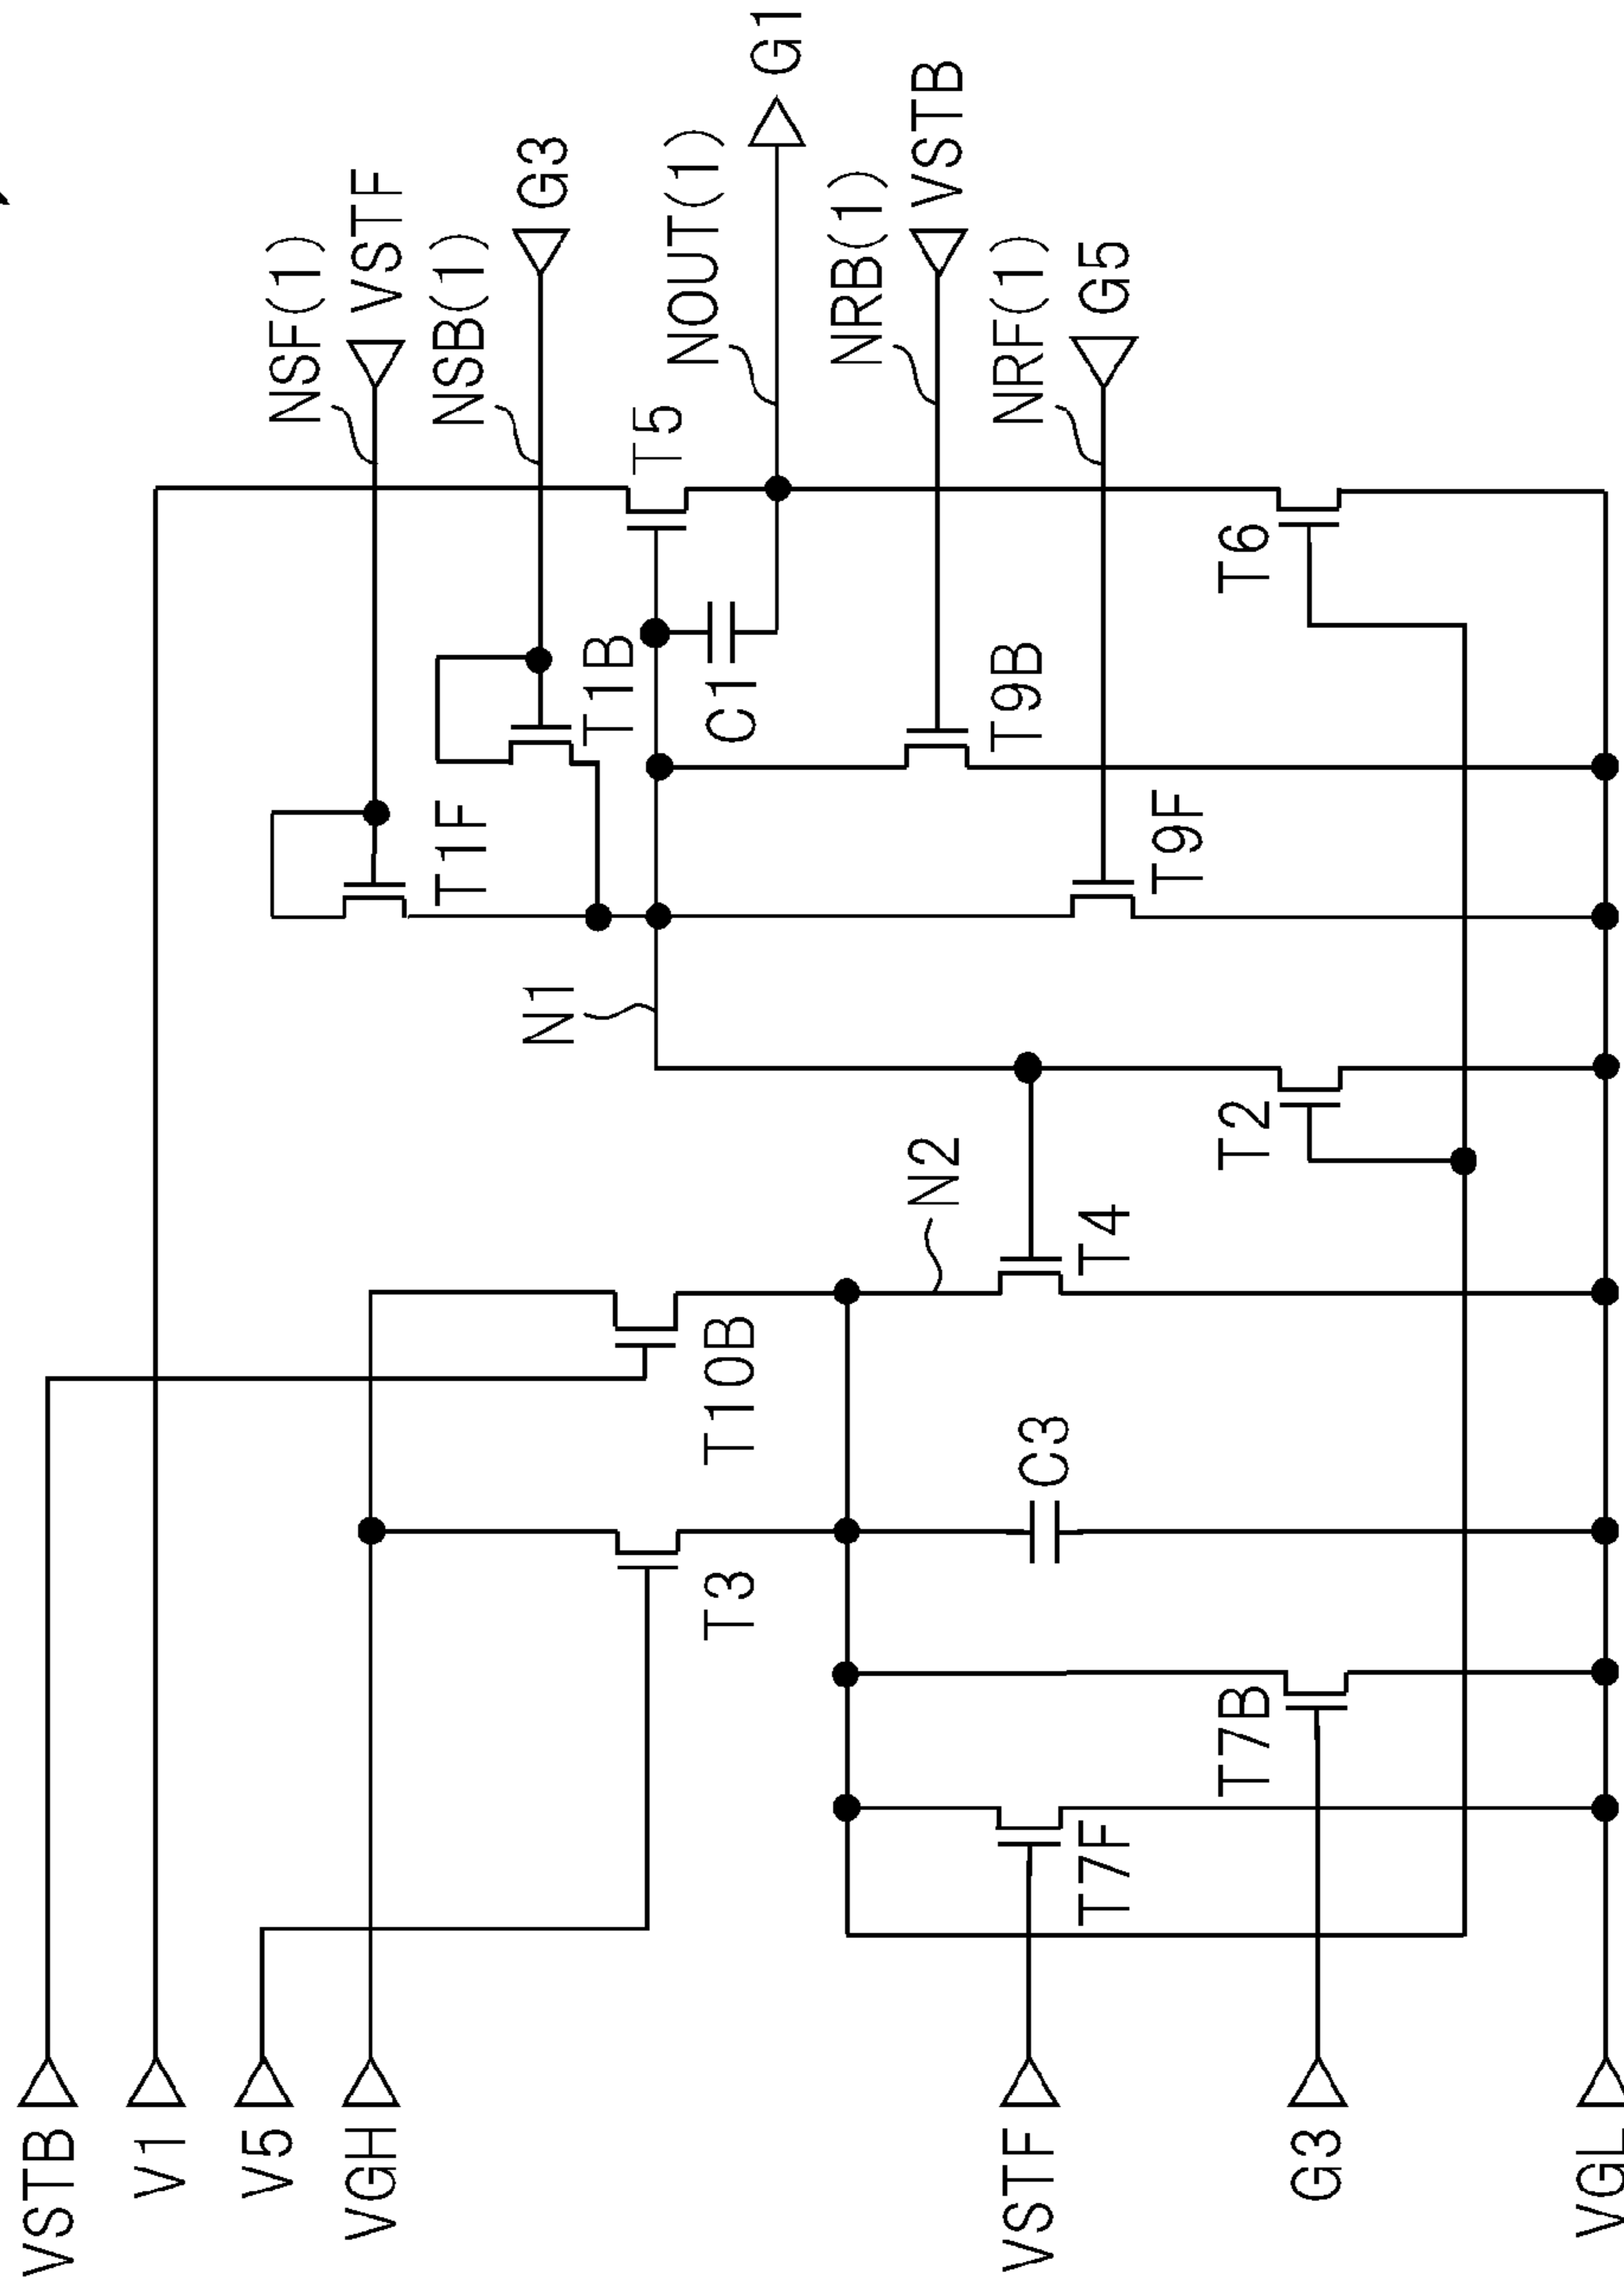 VSTB
V1
V5
VGH
VSTF
G3
VGL
T10B
T3
N2
C3
T4
T7B
T7F
N1
T2
T1F
T1B
C1
T5
T9B
T9F
T6
NSF(1)
VSTF
NSB(1)
G3
NOUT(1)
G1
NRB(1)
VSTB
NRF(1)
G5